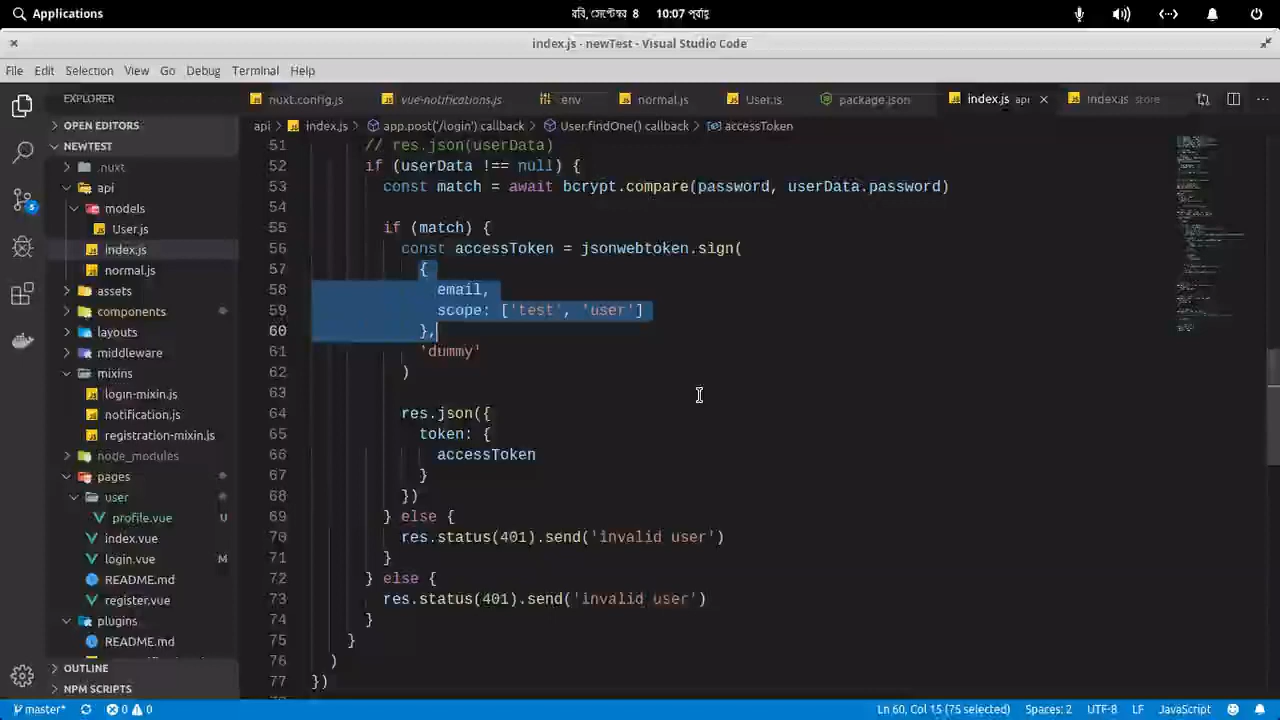 Applications
রবি, সেপ্টেম্বর 8 10:07 পূর্বাহ্ণ
index.js - newTest - Visual Studio Code
File Edit Selection View Go Debug Terminal Help
EXPLORER
OPEN EDITORS
NEWTEST
.nuxt
api
models
User.js
index.js
normal.js
assets
components
layouts
middleware
mixins
login-mixin.js
notification.js
registration-mixin.js
node_modules
pages
user
profile.vue U
index.vue
login.vue M
README.md
register.vue
plugins
README.md
OUTLINE
NPM SCRIPTS
nuxt.config.js vue-notifications.js env normal.js User.js package.json index.js api index.js store
api index.js app.post('/login') callback User.findOne() callback accessToken
51 // res.json(userData)
52 if (userData !== null) {
53 const match = await bcrypt.compare(password, userData.password)
54
55 if (match) {
56 const accessToken = jsonwebtoken.sign(
57 {
58 email,
59 scope: ['test', 'user']
60 },
61 'dummy'
62 )
63
64 res.json({
65 token: {
66 accessToken
67 }
68 })
69 } else {
70 res.status(401).send('invalid user')
71 }
72 } else {
73 res.status(401).send('invalid user')
74 }
75 }
76 )
77 })
master* 0 0 Ln 60, Col 15 (75 selected) Spaces: 2 UTF-8 LF JavaScript